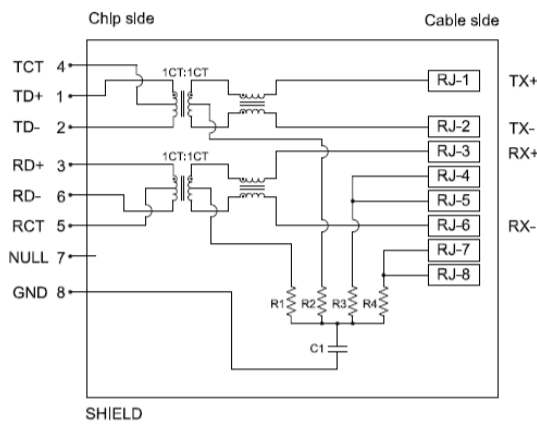 Chip side Cable side
TCT 4
1CT:1CT
TD+ 1 RJ-1 TX+
TD- 2 RJ-2 TX-
1CT:1CT
RD+ 3 RJ-3 RX+
RJ-4
RD- 6 RJ-5
RCT 5 RJ-6 RX-
NULL 7 RJ-7
RJ-8
GND 8
R1 R2 R3 R4
C1
SHIELD